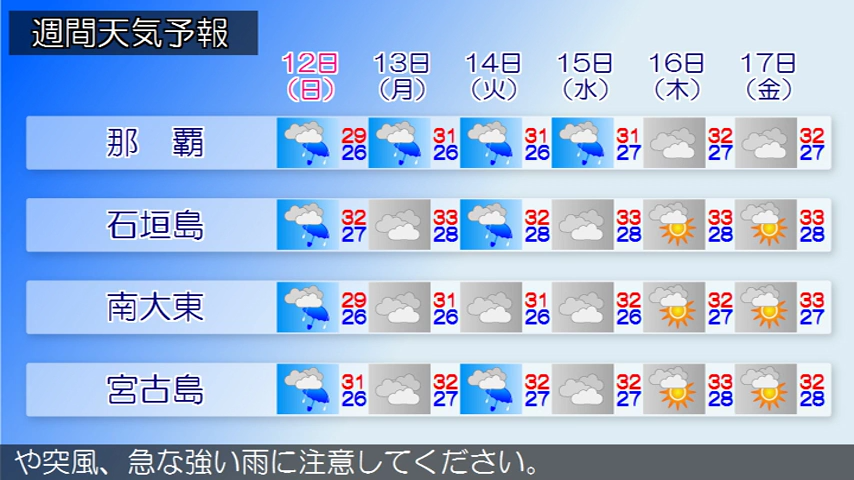 週間天気予報
12日 13日 14日 15日 16日 17日
(日) (月) (火) (水) (木) (金)
那　覇 29 26 31 26 31 26 31 27 32 27 32 27
石垣島 32 27 33 28 32 28 33 28 33 28 33 28
南大東 29 26 31 26 31 26 32 26 32 27 33 27
宮古島 31 26 32 27 32 27 32 27 33 28 32 28
や突風、急な強い雨に注意してください。